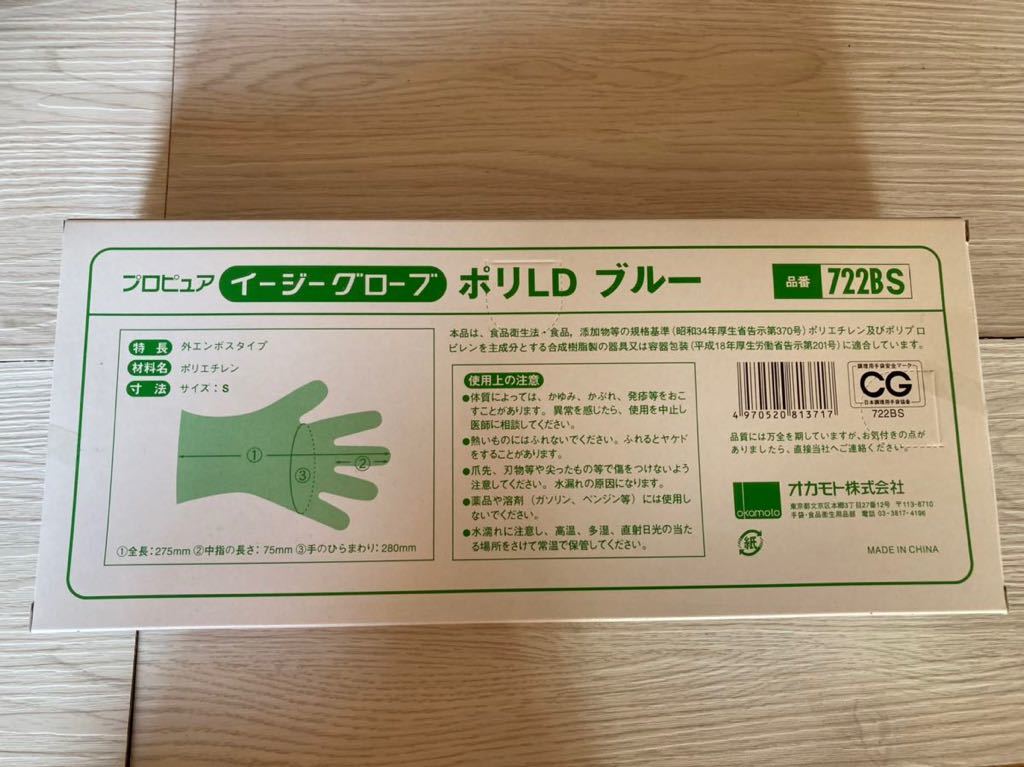 プロピュア イージーグローブ ポリLD ブルー
品番 722BS
特長 外エンボスタイプ
材料名 ポリエチレン
寸法 サイズ：S
①
②
③
①全長：275mm ②中指の長さ：75mm ③手のひらまわり：280mm
本品は、食品衛生法・食品，添加物等の規格基準（昭和34年厚生省告示第370号）ポリエチレン及びポリプロ
ピレンを主成分とする合成樹脂製の器具又は容器包装（平成18年厚生労働省告示第201号）に適合しています。
使用上の注意
●体質によっては、かゆみ、かぶれ、発疹等をおこ
すことがあります。異常を感じたら、使用を中止し
医師に相談してください。
●熱いものにはふれないでください。ふれるとヤケド
をすることがあります。
●爪先、刃物等や尖ったもの等で傷をつけないよう
注意してください。水漏れの原因になります。
●薬品や溶剤（ガソリン、ベンジン等）には使用し
ないでください。
●水濡れに注意し、高温、多湿、直射日光の当た
る場所をさけて常温で保管してください。
4 970520 813717
調理用手袋安全マーク
CG
日本調理用手袋協会
722BS
品質には万全を期していますが、お気付きの点が
ありましたら、直接当社へご連絡ください。
okamoto
オカモト株式会社
東京都文京区本郷3丁目27番12号 〒113-8710
手袋・食品衛生用品部 電話 03-3817-4196
紙
MADE IN CHINA